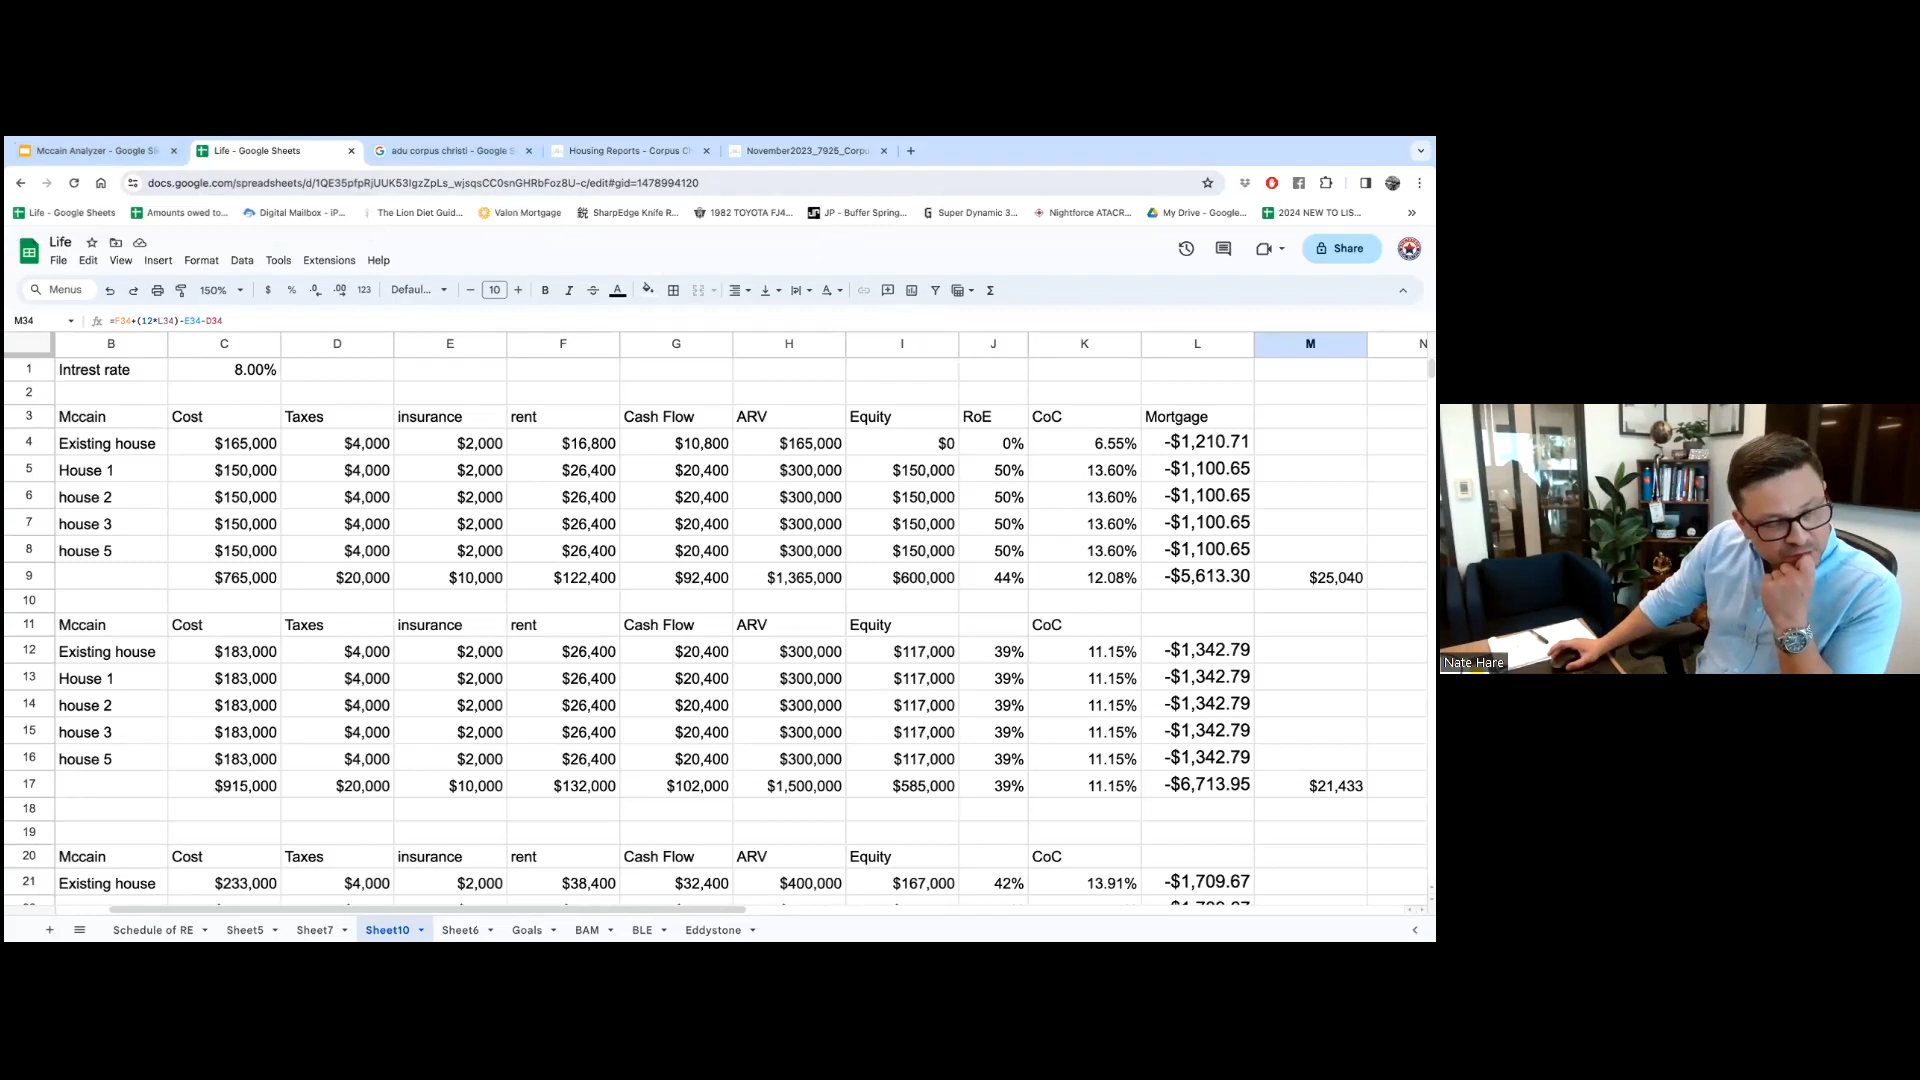 Mccain Analyzer - Google Sli
Life - Google Sheets
adu corpus christi - Google S
Housing Reports - Corpus Ch
November2023_7925_Corpu
docs.google.com/spreadsheets/d/1QE35pfpRjUUK53IgzZpLs_wjsqsCC0snGHRbFoz8U-c/edit#gid=1478994120
Life - Google Sheets
Amounts owed to...
Digital Mailbox - iP...
The Lion Diet Guid...
Valon Mortgage
SharpEdge Knife R...
1982 TOYOTA FJ4...
JP - Buffer Spring...
Super Dynamic 3...
Nightforce ATACR...
My Drive - Google...
2024 NEW TO LIS...
Life
File Edit View Insert Format Data Tools Extensions Help
Share
Menus 150% $ % .0 .00 123 Defaul... 10
M34 =F34+(12*L34)-E34-D34
B C D E F G H I J K L M N
1 Intrest rate 8.00%
2
3 Mccain Cost Taxes insurance rent Cash Flow ARV Equity RoE CoC Mortgage
4 Existing house $165,000 $4,000 $2,000 $16,800 $10,800 $165,000 $0 0% 6.55% -$1,210.71
5 House 1 $150,000 $4,000 $2,000 $26,400 $20,400 $300,000 $150,000 50% 13.60% -$1,100.65
6 house 2 $150,000 $4,000 $2,000 $26,400 $20,400 $300,000 $150,000 50% 13.60% -$1,100.65
7 house 3 $150,000 $4,000 $2,000 $26,400 $20,400 $300,000 $150,000 50% 13.60% -$1,100.65
8 house 5 $150,000 $4,000 $2,000 $26,400 $20,400 $300,000 $150,000 50% 13.60% -$1,100.65
9 $765,000 $20,000 $10,000 $122,400 $92,400 $1,365,000 $600,000 44% 12.08% -$5,613.30 $25,040
10
11 Mccain Cost Taxes insurance rent Cash Flow ARV Equity CoC
12 Existing house $183,000 $4,000 $2,000 $26,400 $20,400 $300,000 $117,000 39% 11.15% -$1,342.79
13 House 1 $183,000 $4,000 $2,000 $26,400 $20,400 $300,000 $117,000 39% 11.15% -$1,342.79
14 house 2 $183,000 $4,000 $2,000 $26,400 $20,400 $300,000 $117,000 39% 11.15% -$1,342.79
15 house 3 $183,000 $4,000 $2,000 $26,400 $20,400 $300,000 $117,000 39% 11.15% -$1,342.79
16 house 5 $183,000 $4,000 $2,000 $26,400 $20,400 $300,000 $117,000 39% 11.15% -$1,342.79
17 $915,000 $20,000 $10,000 $132,000 $102,000 $1,500,000 $585,000 39% 11.15% -$6,713.95 $21,433
18
19
20 Mccain Cost Taxes insurance rent Cash Flow ARV Equity CoC
21 Existing house $233,000 $4,000 $2,000 $38,400 $32,400 $400,000 $167,000 42% 13.91% -$1,709.67
Schedule of RE Sheet5 Sheet7 Sheet10 Sheet6 Goals BAM BLE Eddystone
Nate Hare